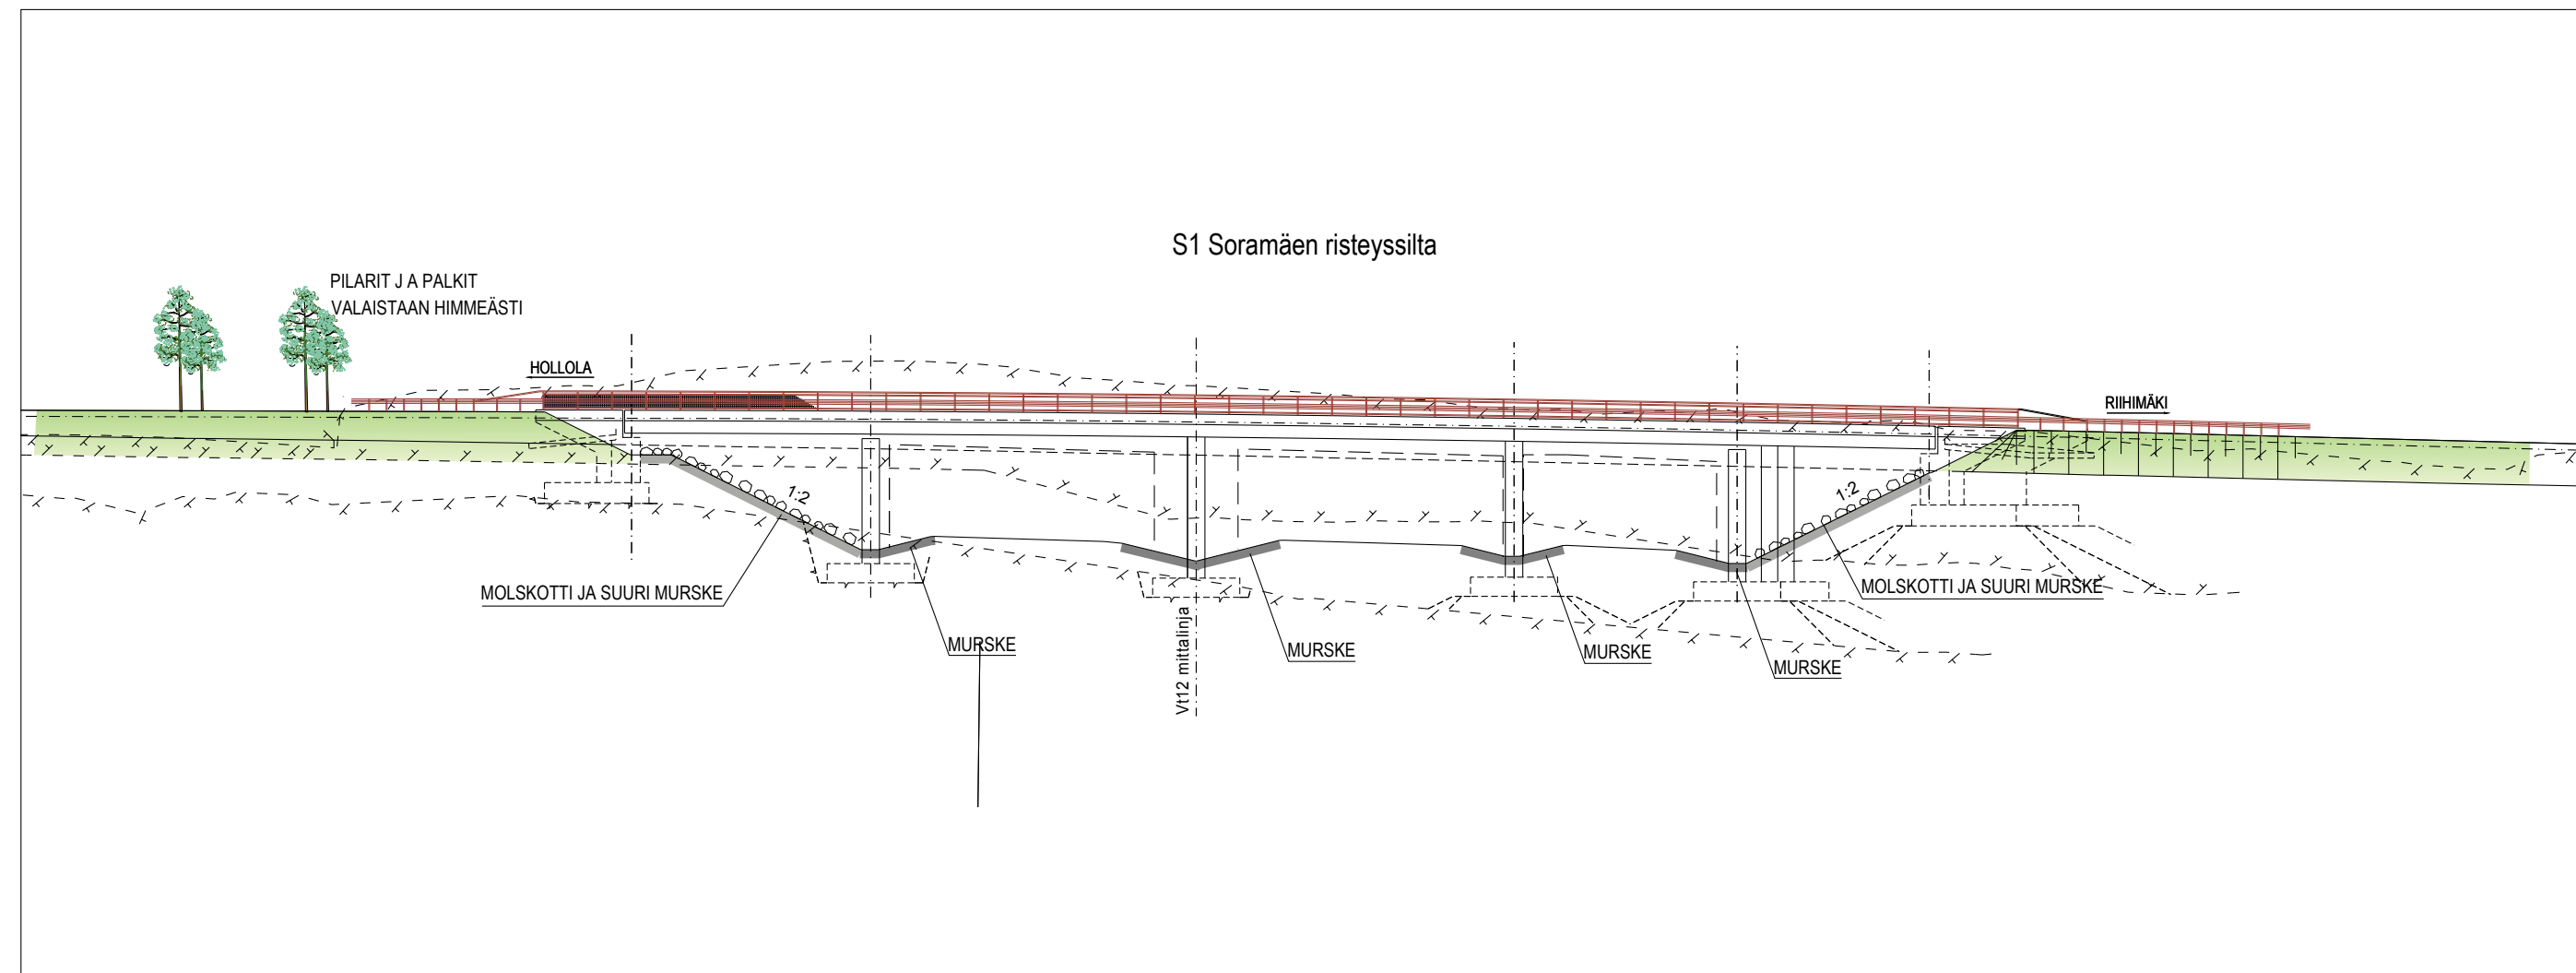 S1 Soramäen risteyssilta
PILARIT J A PALKIT
VALAISTAAN HIMMEÄSTI
HOLLOLA
RIIHIMÄKI
1:2
1:2
MOLSKOTTI JA SUURI MURSKE
MOLSKOTTI JA SUURI MURSKE
MURSKE
MURSKE
MURSKE
MURSKE
Vt12 mittalinja